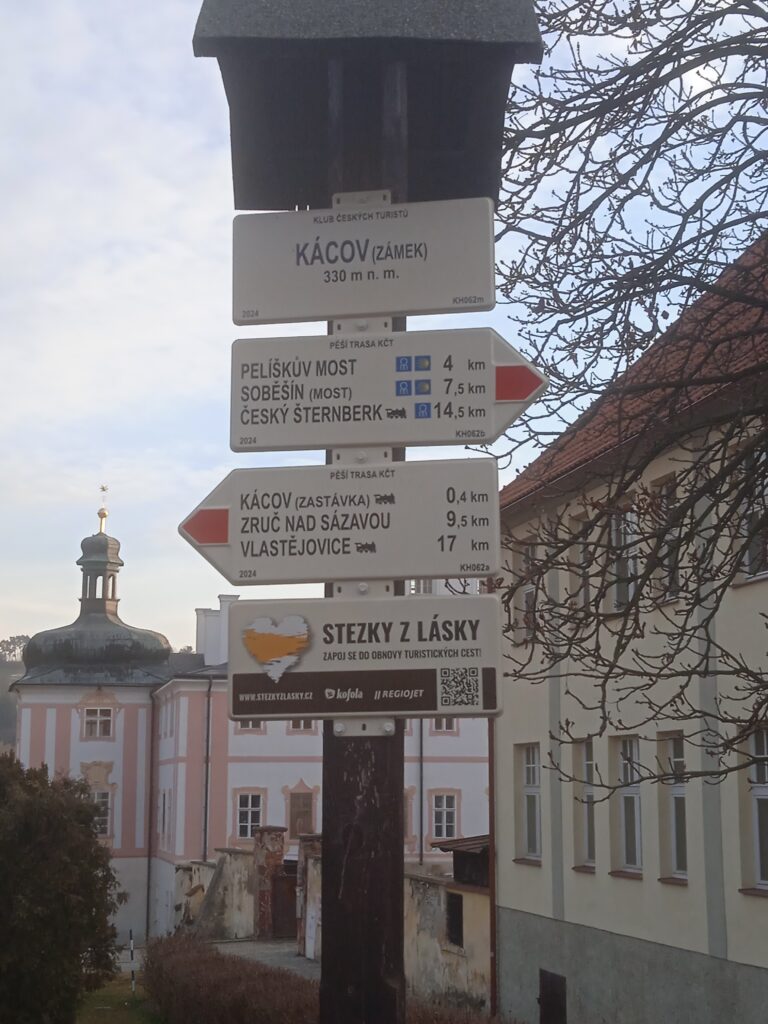 KLUB ČESKÝCH TURISTŮ
KÁCOV (ZÁMEK)
330 m n. m.
2024 KH062m
PĚŠÍ TRASA KČT
PELÍŠKŮV MOST 4 km
SOBĚŠÍN (MOST) 7,5 km
ČESKÝ ŠTERNBERK 14,5 km
2024 KH062b
PĚŠÍ TRASA KČT
KÁCOV (ZASTÁVKA) 0,4 km
ZRUČ NAD SÁZAVOU 9,5 km
VLASTĚJOVICE 17 km
2024 KH062a
STEZKY Z LÁSKY
ZAPOJ SE DO OBNOVY TURISTICKÝCH CEST!
WWW.STEZKYZLASKY.CZ kofola REGIOJET